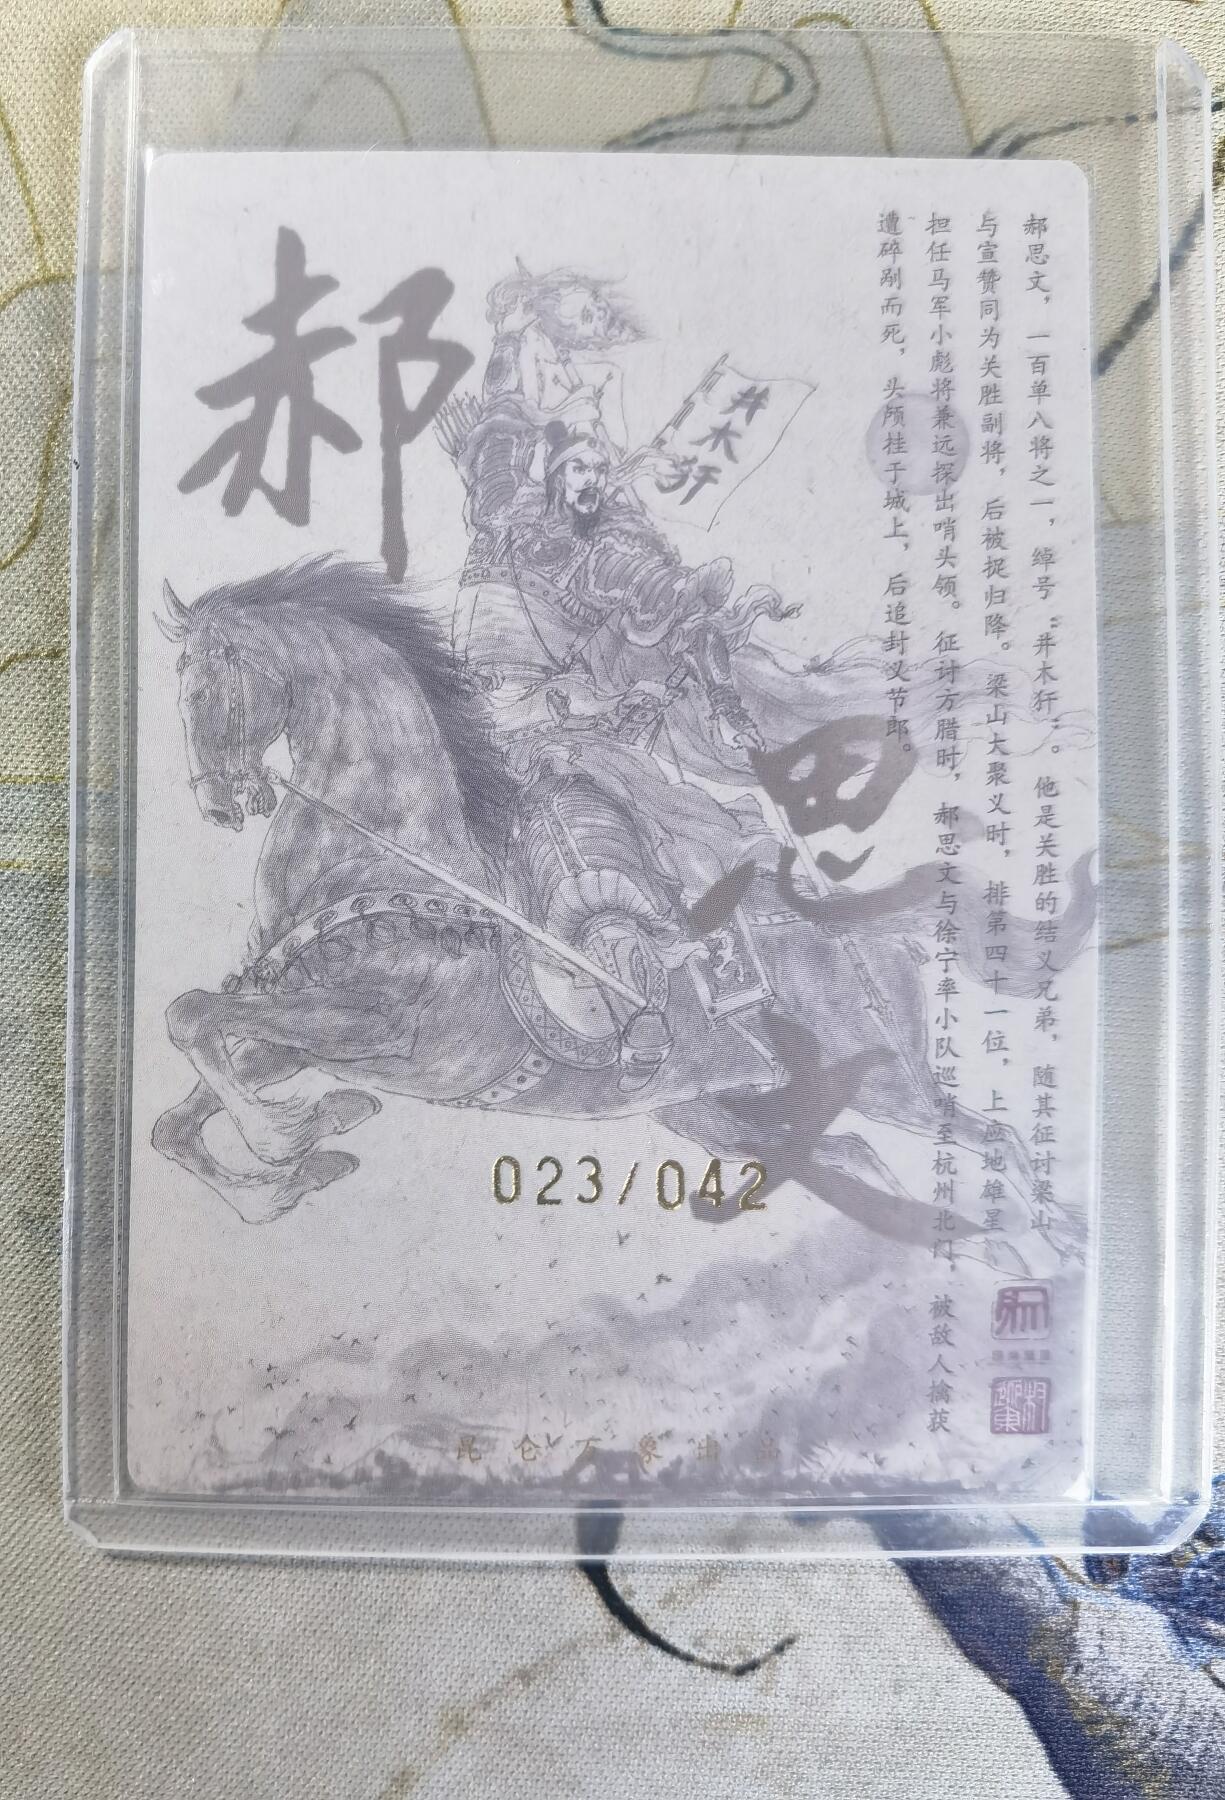 郝思文
井木犴
郝思文，一百单八将之一，绰号：井木犴：。他是关胜的结义兄弟，随其征讨梁山
与宣赞同为关胜副将，后被捉归降。梁山大聚义时，排第四十一位，上应地雄星
担任马军小彪将兼远探出哨头领。征讨方腊时，郝思文与徐宁率小队巡哨至杭州北门，被敌人擒获
遭碎剐而死，头颅挂于城上，后追封义节郎。
023/042
昆仑万象出品